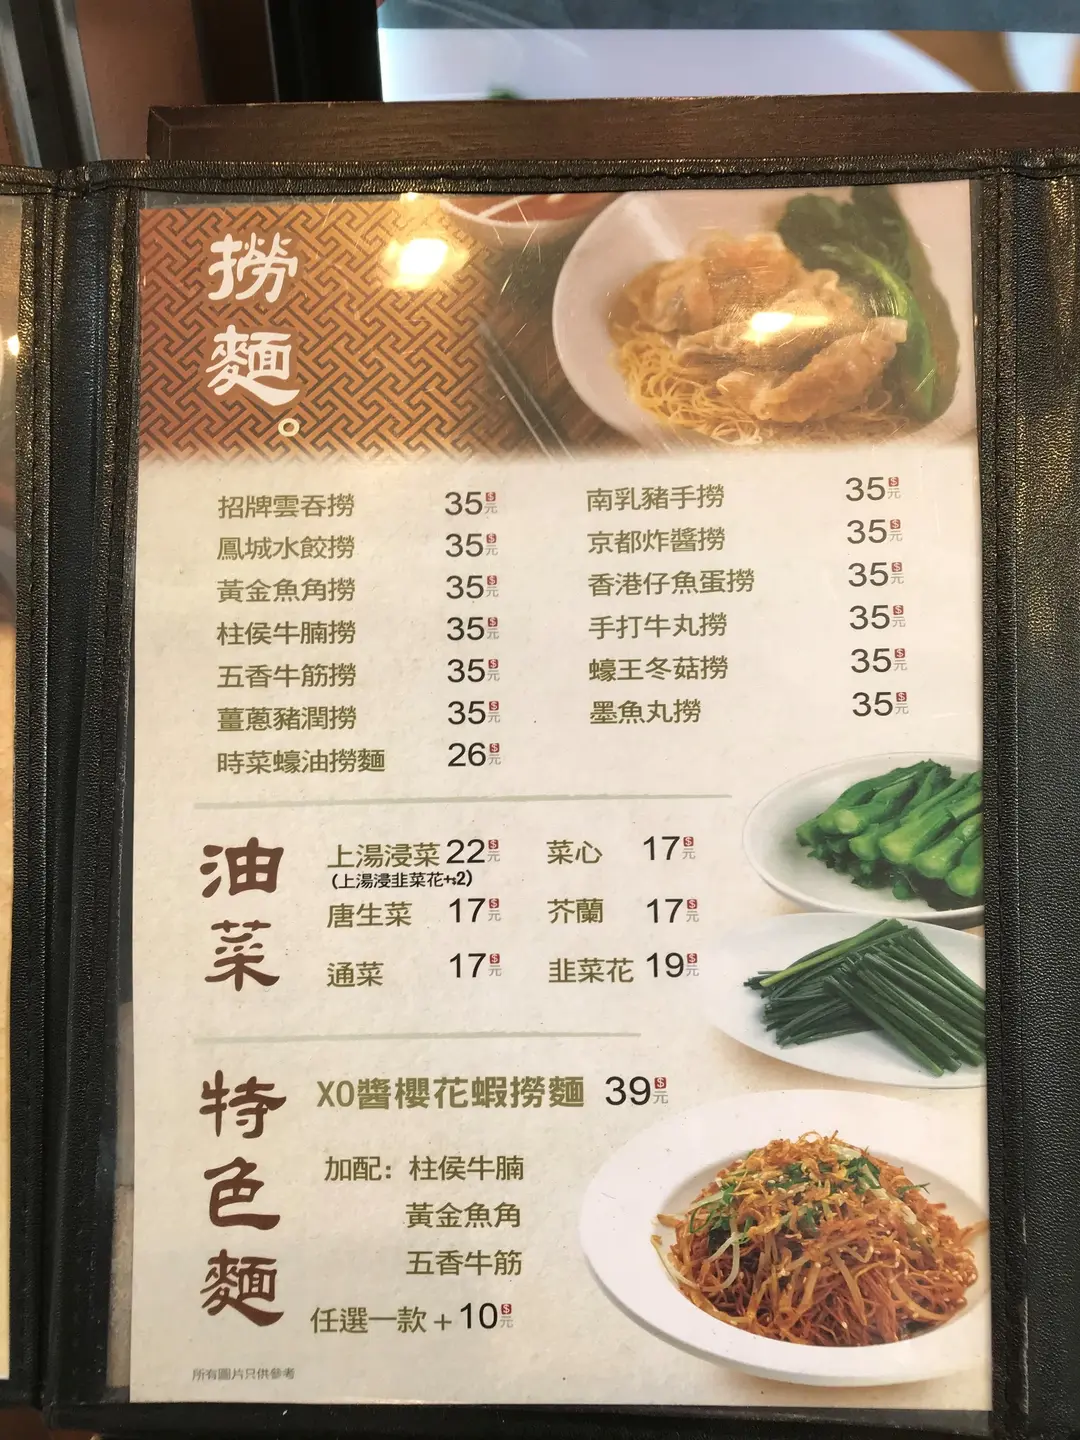 撈麵。
招牌雲吞撈 35元
鳳城水餃撈 35元
黃金魚角撈 35元
柱侯牛腩撈 35元
五香牛筋撈 35元
薑蔥豬潤撈 35元
時菜蠔油撈麵 26元
南乳豬手撈 35元
京都炸醬撈 35元
香港仔魚蛋撈 35元
手打牛丸撈 35元
蠔王冬菇撈 35元
墨魚丸撈 35元
油菜
上湯浸菜 22元
(上湯浸韭菜花+$2)
唐生菜 17元
通菜 17元
菜心 17元
芥蘭 17元
韭菜花 19元
特色麵
XO醬櫻花蝦撈麵 39元
加配：柱侯牛腩
黃金魚角
五香牛筋
任選一款 + 10元
所有圖片只供參考